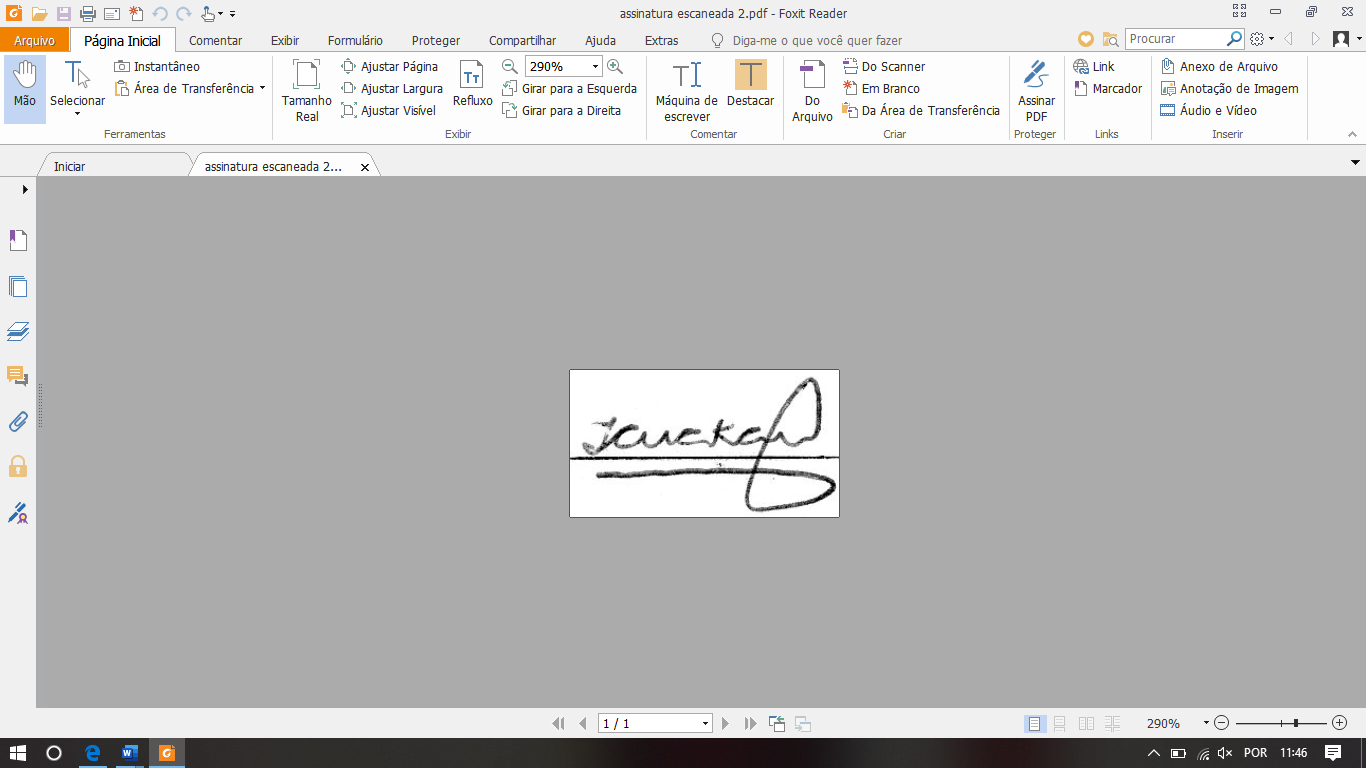 assinatura escaneada 2.pdf - Foxit Reader
Arquivo Página Inicial Comentar Exibir Formulário Proteger Compartilhar Ajuda Extras Diga-me o que você quer fazer Procurar
Mão
Selecionar
Instantâneo
Área de Transferência
Ferramentas
Tamanho Real
Ajustar Página
Ajustar Largura
Ajustar Visível
Refluxo
290%
Girar para a Esquerda
Girar para a Direita
Exibir
Máquina de escrever
Destacar
Comentar
Do Arquivo
Do Scanner
Em Branco
Da Área de Transferência
Criar
Assinar PDF
Proteger
Link
Marcador
Links
Anexo de Arquivo
Anotação de Imagem
Áudio e Vídeo
Inserir
Iniciar assinatura escaneada 2...
1 / 1 290%
POR 11:46